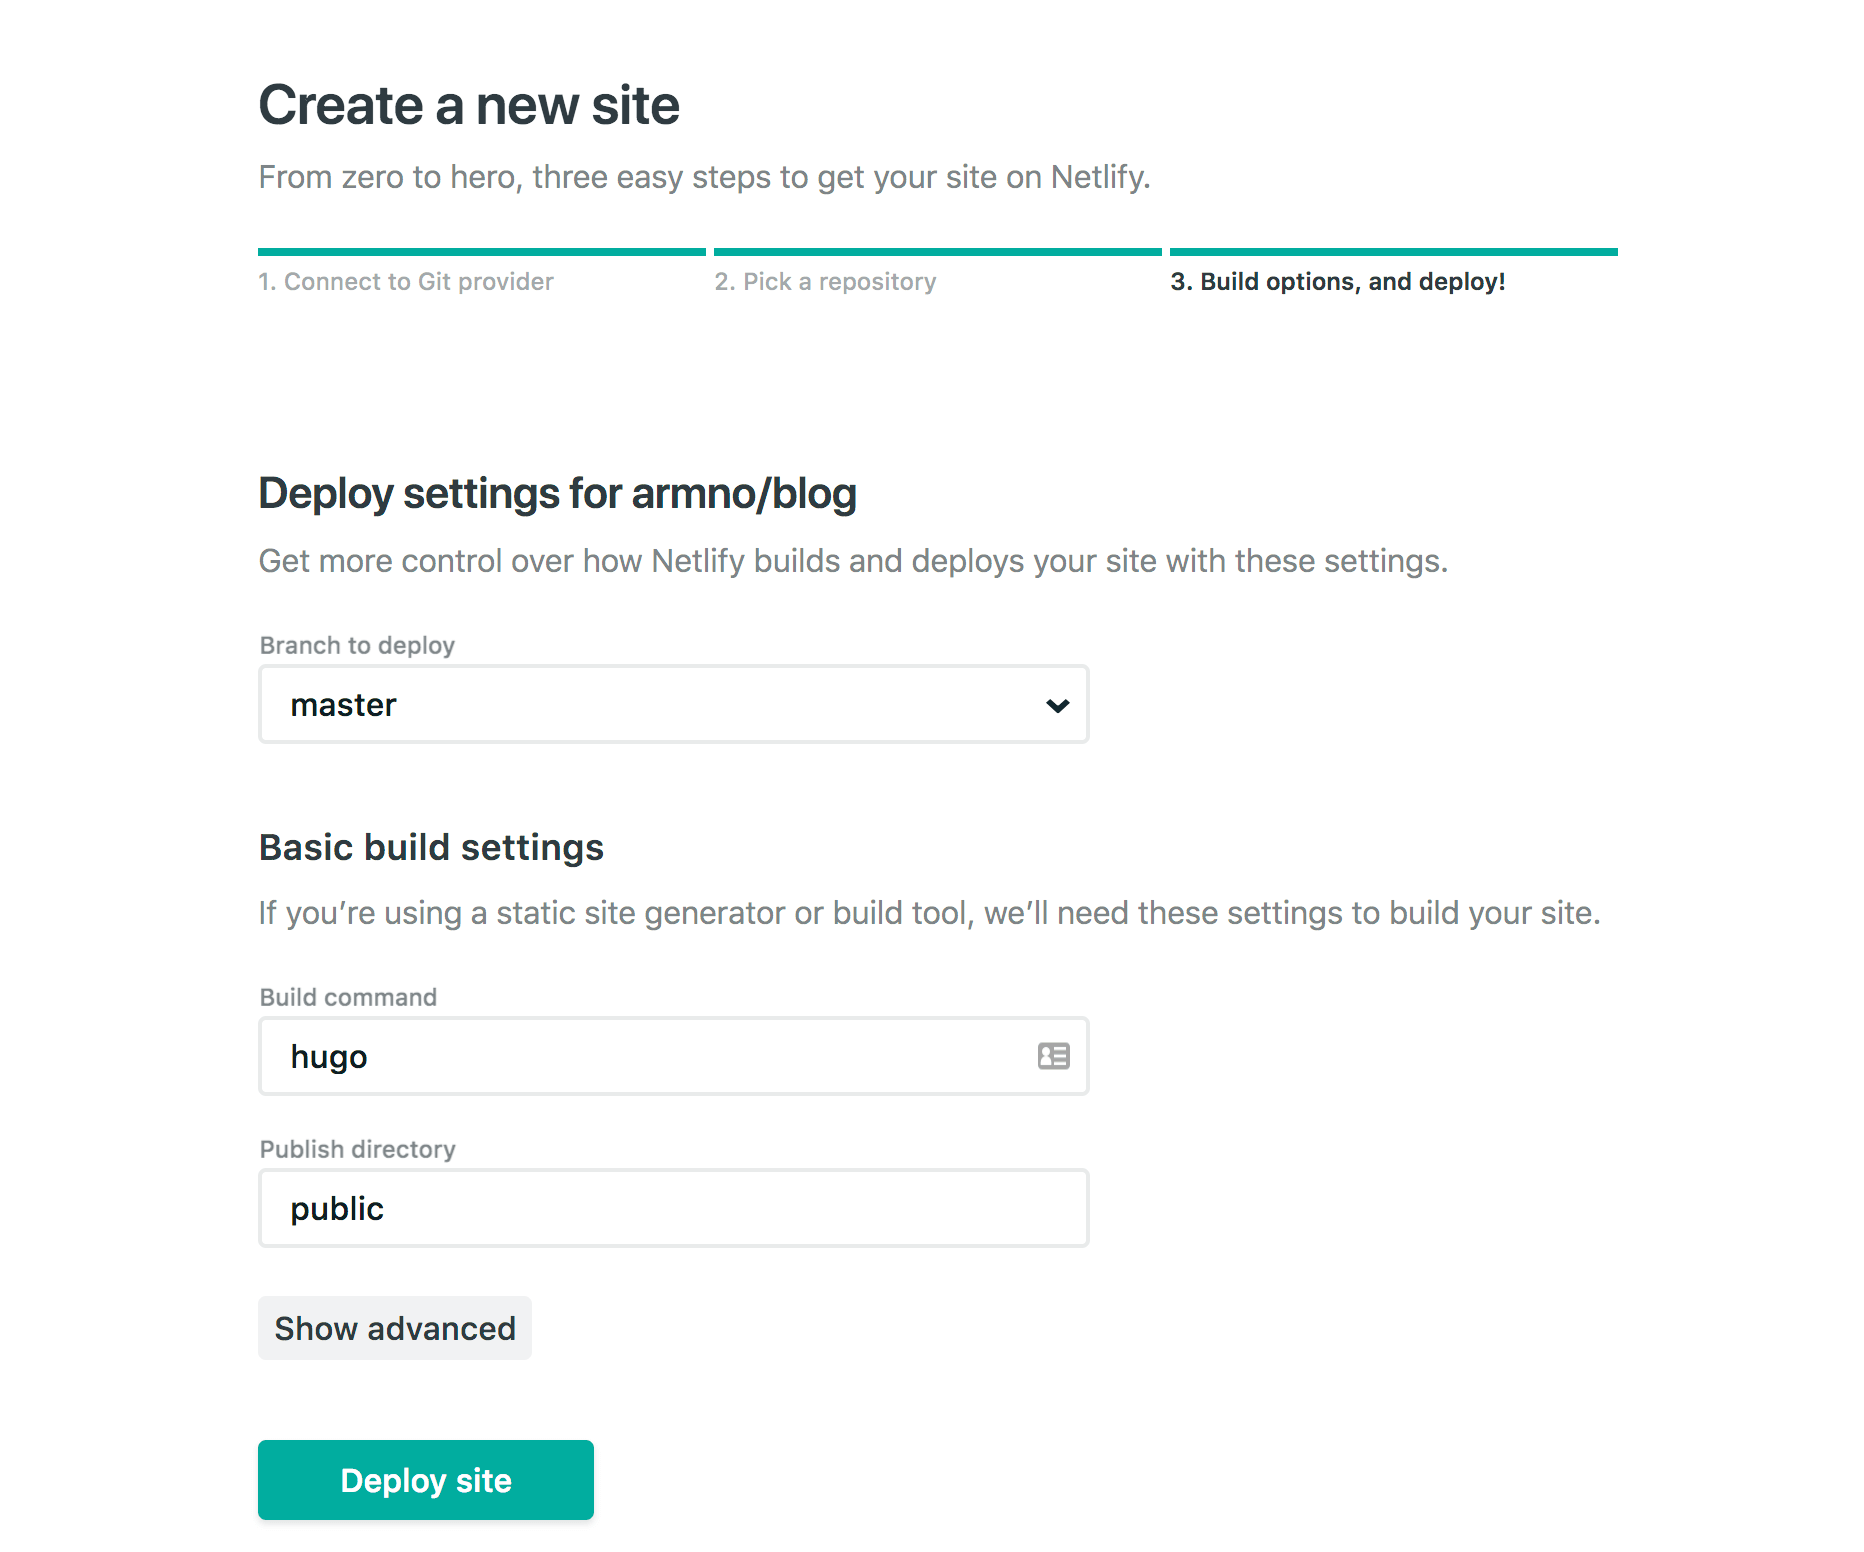 Create a new site
From zero to hero, three easy steps to get your site on Netlify.
1. Connect to Git provider
2. Pick a repository
3. Build options, and deploy!
Deploy settings for armno/blog
Get more control over how Netlify builds and deploys your site with these settings.
Branch to deploy
master
Basic build settings
If you’re using a static site generator or build tool, we’ll need these settings to build your site.
Build command
hugo
Publish directory
public
Show advanced
Deploy site